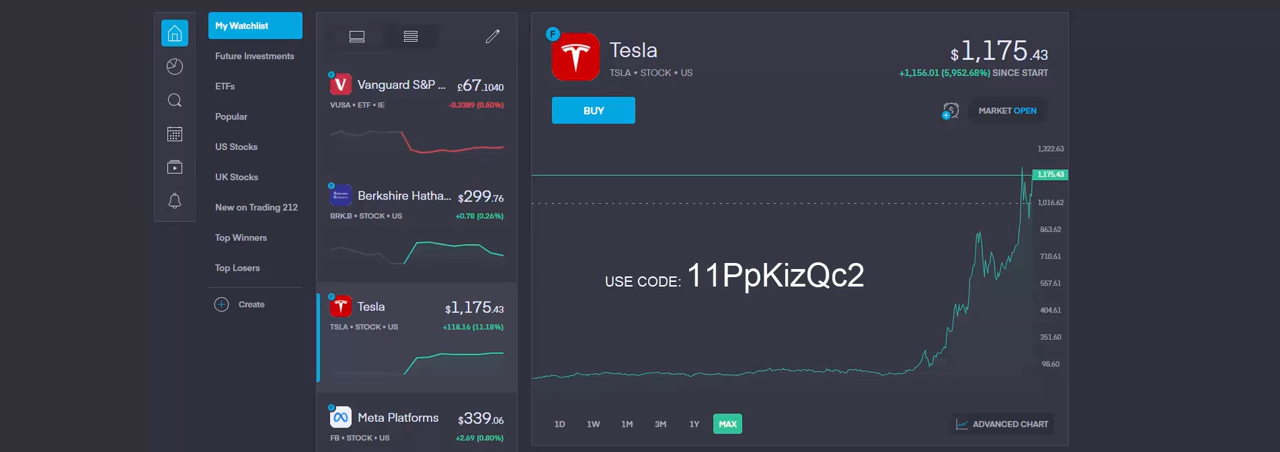 My Watchlist
Future Investments
ETFs
Popular
US Stocks
UK Stocks
New on Trading 212
Top Winners
Top Losers
Create
Vanguard S&P ...
£67.1040
VUSA • ETF • IE
-0.3389 (0.50%)
Berkshire Hatha...
$299.76
BRK.B • STOCK • US
+0.78 (0.26%)
Tesla
$1,175.43
TSLA • STOCK • US
+118.16 (11.18%)
Meta Platforms
$339.06
FB • STOCK • US
+2.69 (0.80%)
F
Tesla
TSLA • STOCK • US
$1,175.43
+1,156.01 (5,952.68%) SINCE START
BUY
MARKET OPEN
1,322.63
1,175.43
1,016.62
863.62
710.61
557.61
404.61
251.60
98.60
USE CODE: 11PpKizQc2
1D 1W 1M 3M 1Y MAX
ADVANCED CHART